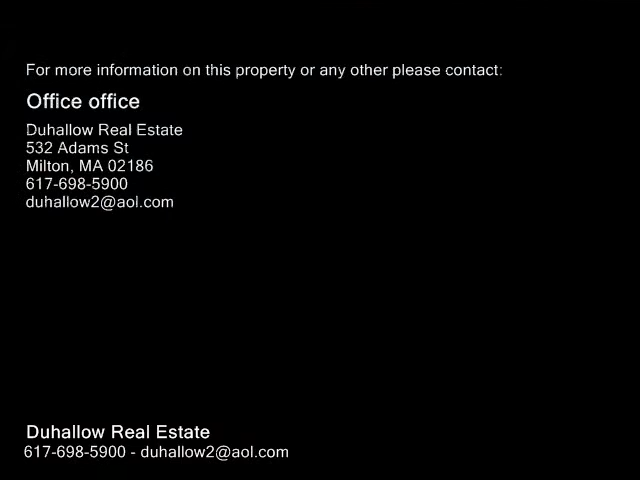 For more information on this property or any other please contact:
Office office
Duhallow Real Estate
532 Adams St
Milton, MA 02186
617-698-5900
duhallow2@aol.com
Duhallow Real Estate
617-698-5900 - duhallow2@aol.com